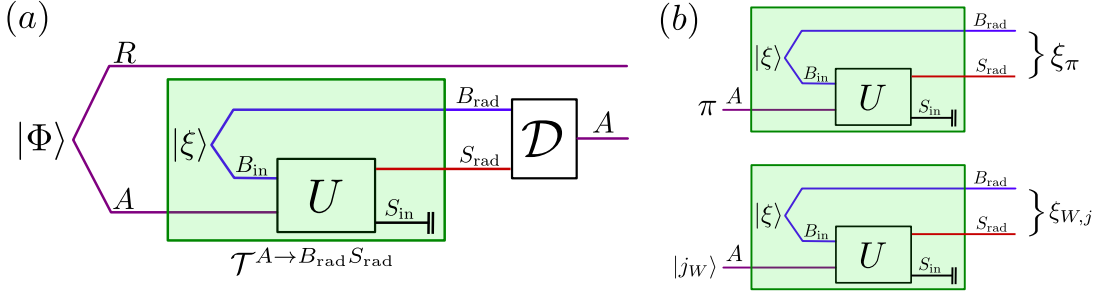 (a)
R
|Φ⟩
|ξ⟩
B_rad
B_in
S_rad
𝒟
A
A
U
S_in
𝒯^{A→B_rad S_rad}
(b)
|ξ⟩
B_rad
B_in
S_rad
} ξ_π
π
A
U
S_in
|ξ⟩
B_rad
B_in
S_rad
} ξ_{W,j}
|j_W⟩
A
U
S_in